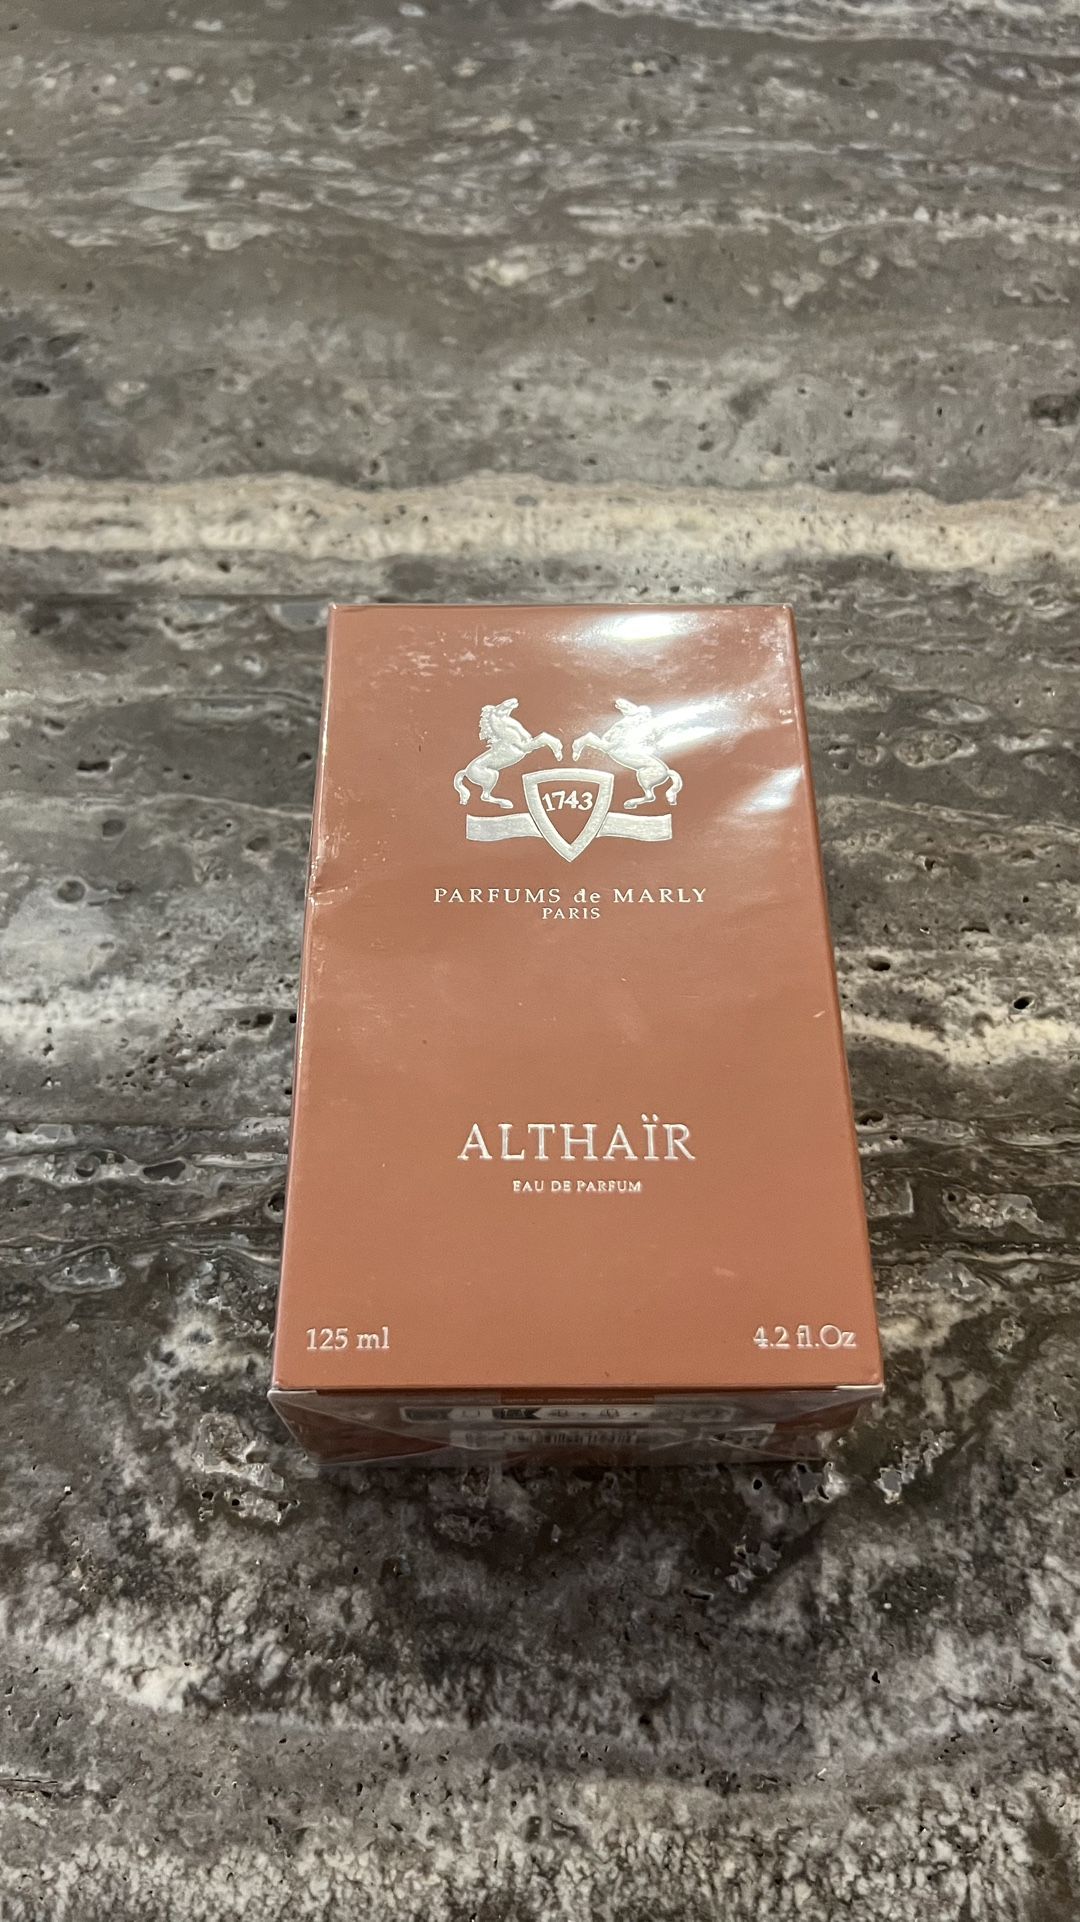 1743
PARFUMS de MARLY
PARIS
ALTHAÏR
EAU DE PARFUM
125 ml
4.2 fl.Oz